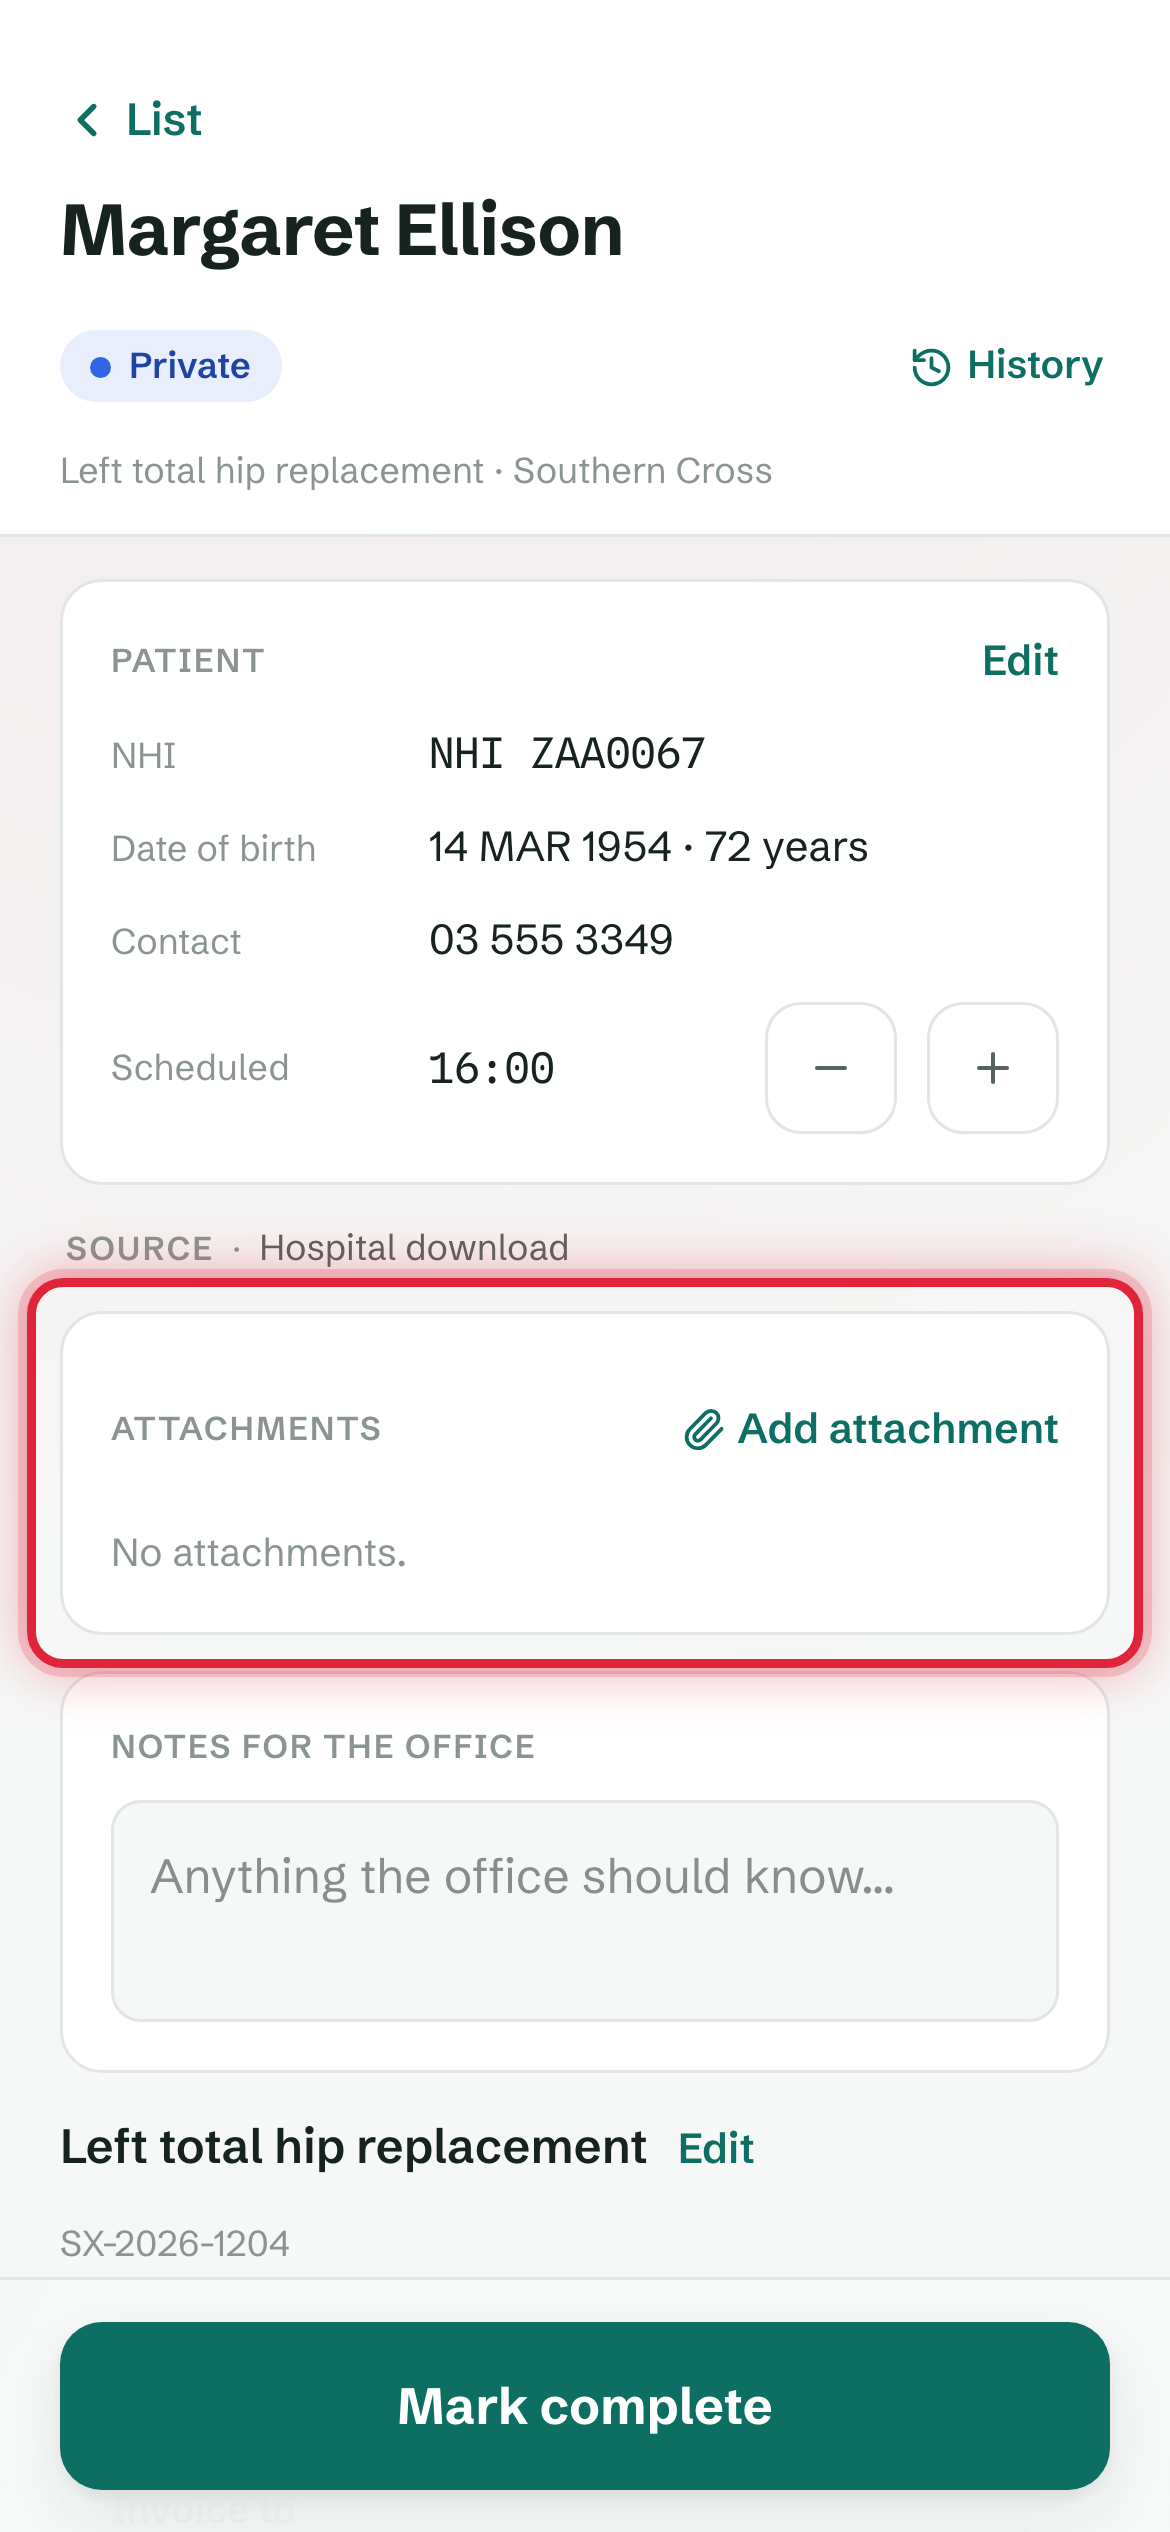 List
Margaret Ellison
Private
History
Left total hip replacement · Southern Cross
PATIENT
Edit
NHI
NHI ZAA0067
Date of birth
14 MAR 1954 · 72 years
Contact
03 555 3349
Scheduled
16:00
SOURCE · Hospital download
ATTACHMENTS
Add attachment
No attachments.
NOTES FOR THE OFFICE
Anything the office should know...
Left total hip replacement Edit
SX-2026-1204
Mark complete
Invoice to